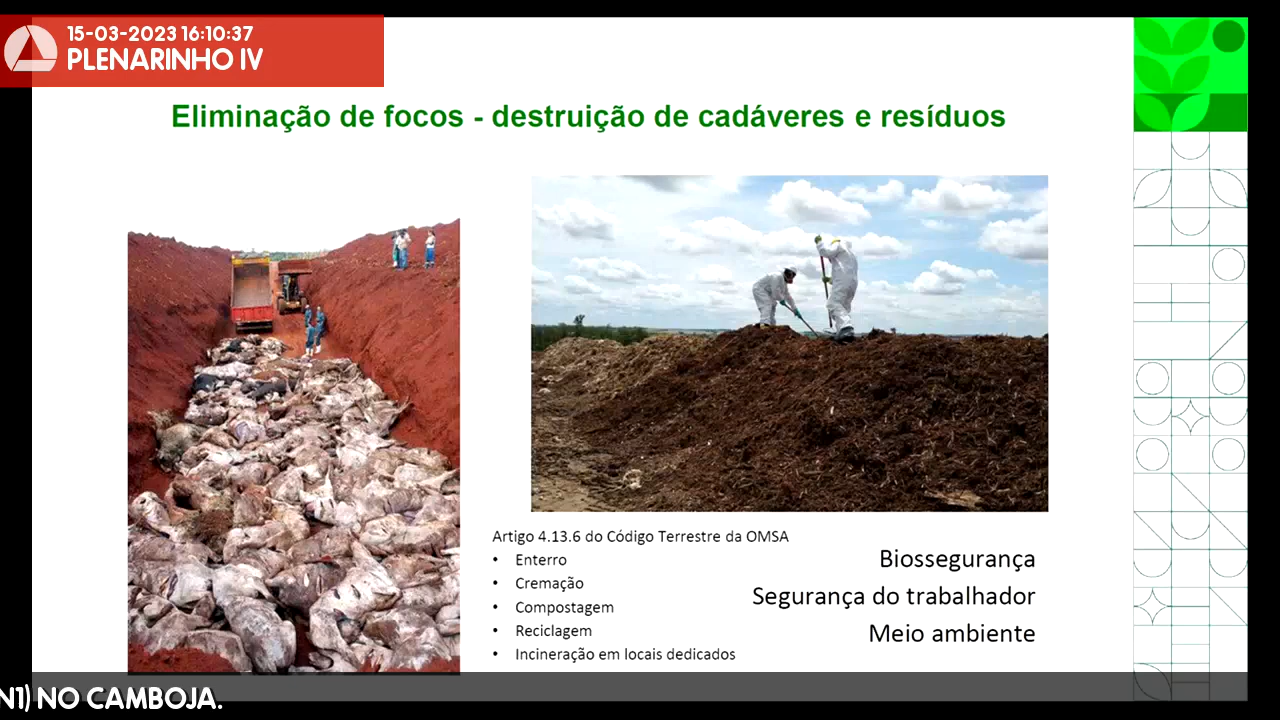 15-03-2023 16:10:37
PLENARINHO IV
Eliminação de focos - destruição de cadáveres e resíduos
Artigo 4.13.6 do Código Terrestre da OMSA
• Enterro
• Cremação
• Compostagem
• Reciclagem
• Incineração em locais dedicados
Biossegurança
Segurança do trabalhador
Meio ambiente
N1) NO CAMBOJA.